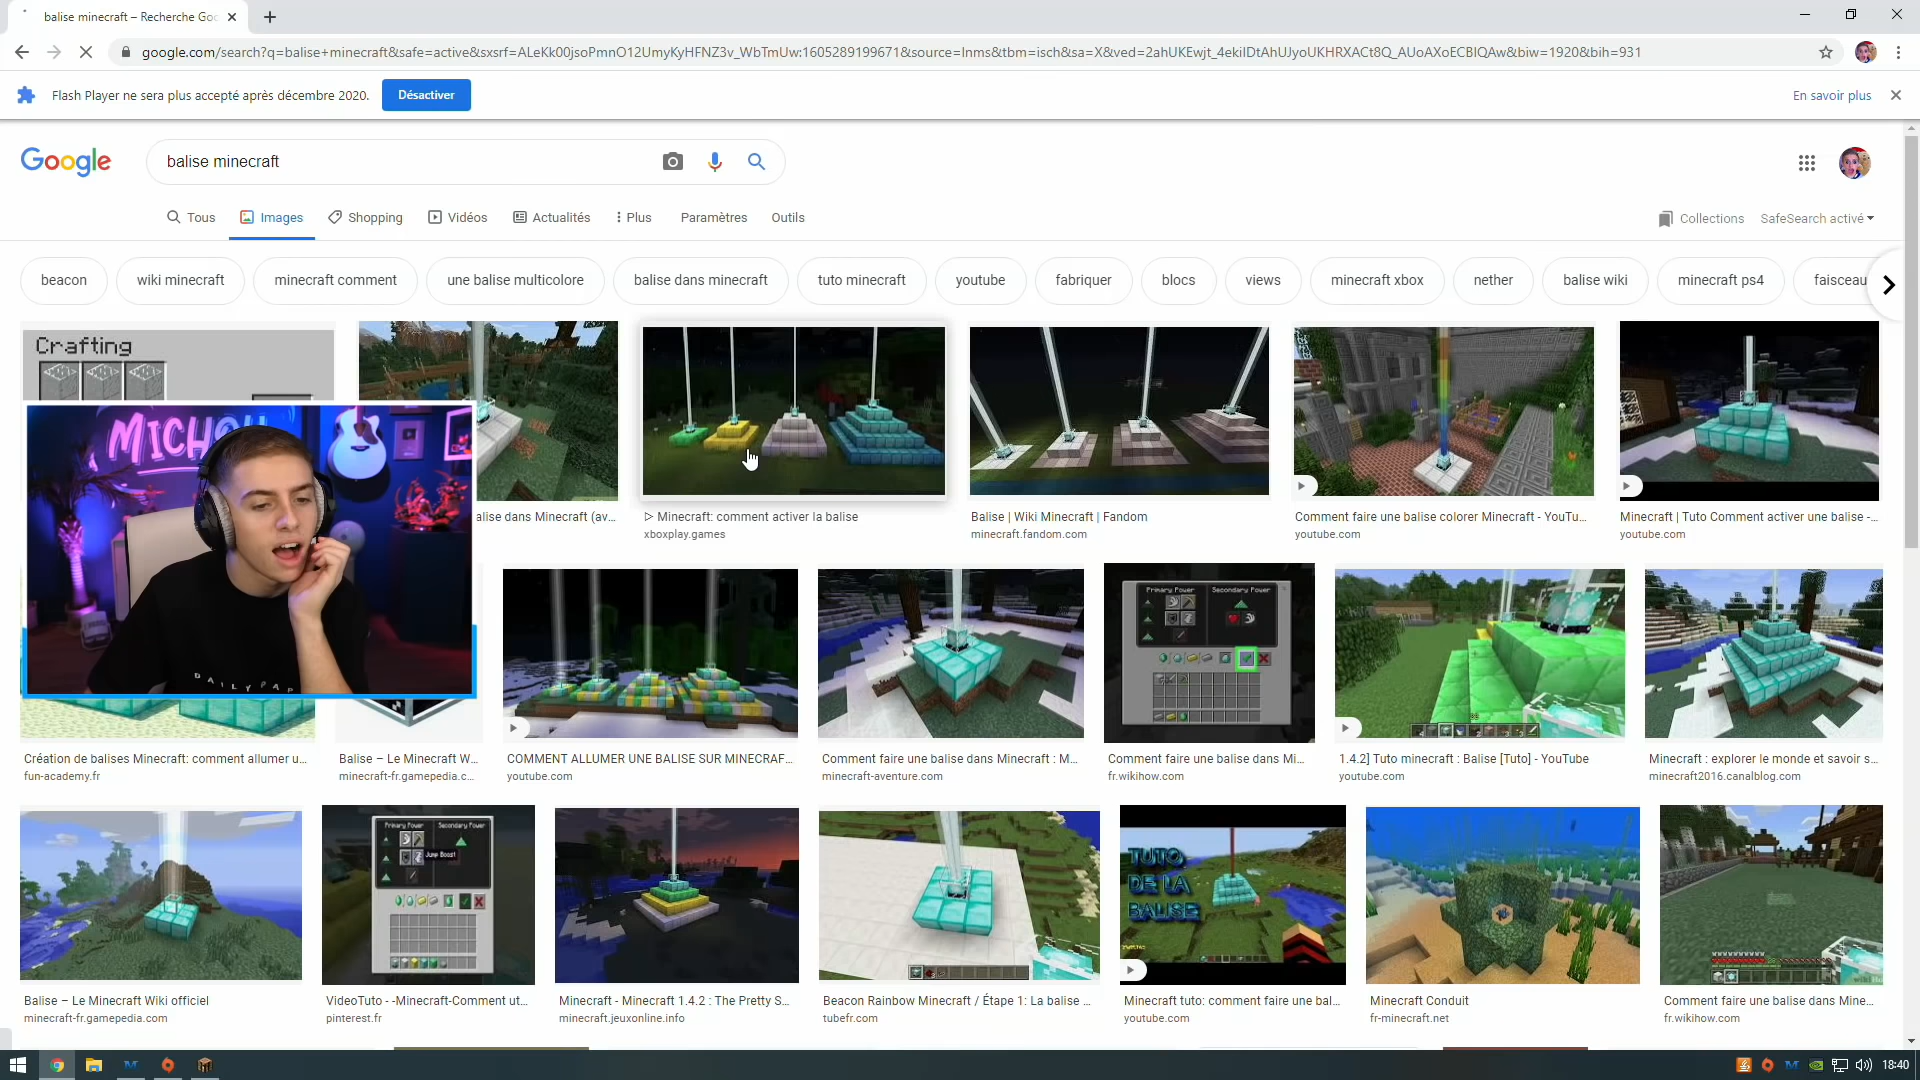 balise minecraft – Recherche Goo
google.com/search?q=balise+minecraft&safe=active&sxsrf=ALeKk00jsoPmnO12UmyKyHFNZ3v_WbTmUw:1605289199671&source=lnms&tbm=isch&sa=X&ved=2ahUKEwjt_4ekiIDtAhUJyoUKHRXACt8Q_AUoAXoECBIQAw&biw=1920&bih=931
Flash Player ne sera plus accepté après décembre 2020.
Désactiver
En savoir plus
Google
balise minecraft
Tous
Images
Shopping
Vidéos
Actualités
Plus
Paramètres
Outils
Collections
SafeSearch activé
beacon
wiki minecraft
minecraft comment
une balise multicolore
balise dans minecraft
tuto minecraft
youtube
fabriquer
blocs
views
minecraft xbox
nether
balise wiki
minecraft ps4
faisceau
Crafting
MICHOU
DAILY PAP
alise dans Minecraft (av...
▷ Minecraft: comment activer la balise
xboxplay.games
Balise | Wiki Minecraft | Fandom
minecraft.fandom.com
Comment faire une balise colorer Minecraft - YouTu...
youtube.com
Minecraft | Tuto Comment activer une balise -...
youtube.com
Primary Power
Secondary Power
Création de balises Minecraft: comment allumer u...
fun-academy.fr
Balise – Le Minecraft W...
minecraft-fr.gamepedia.c...
COMMENT ALLUMER UNE BALISE SUR MINECRAF...
youtube.com
Comment faire une balise dans Minecraft : M...
minecraft-aventure.com
Comment faire une balise dans Mi...
fr.wikihow.com
1.4.2] Tuto minecraft : Balise [Tuto] - YouTube
youtube.com
Minecraft : explorer le monde et savoir s...
minecraft2016.canalblog.com
Primary Power
Secondary Power
Jump Boost
TUTO
DE LA
BALISE
Balise – Le Minecraft Wiki officiel
minecraft-fr.gamepedia.com
VideoTuto - -Minecraft-Comment ut...
pinterest.fr
Minecraft - Minecraft 1.4.2 : The Pretty S...
minecraft.jeuxonline.info
Beacon Rainbow Minecraft / Étape 1: La balise ...
tubefr.com
Minecraft tuto: comment faire une bal...
youtube.com
Minecraft Conduit
fr-minecraft.net
Comment faire une balise dans Mine...
fr.wikihow.com
18:40